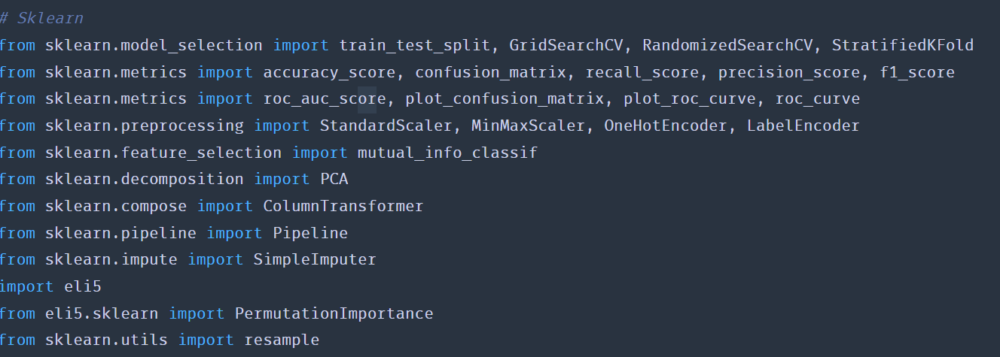 # Sklearn
from sklearn.model_selection import train_test_split, GridSearchCV, RandomizedSearchCV, StratifiedKFold
from sklearn.metrics import accuracy_score, confusion_matrix, recall_score, precision_score, f1_score
from sklearn.metrics import roc_auc_score, plot_confusion_matrix, plot_roc_curve, roc_curve
from sklearn.preprocessing import StandardScaler, MinMaxScaler, OneHotEncoder, LabelEncoder
from sklearn.feature_selection import mutual_info_classif
from sklearn.decomposition import PCA
from sklearn.compose import ColumnTransformer
from sklearn.pipeline import Pipeline
from sklearn.impute import SimpleImputer
import eli5
from eli5.sklearn import PermutationImportance
from sklearn.utils import resample